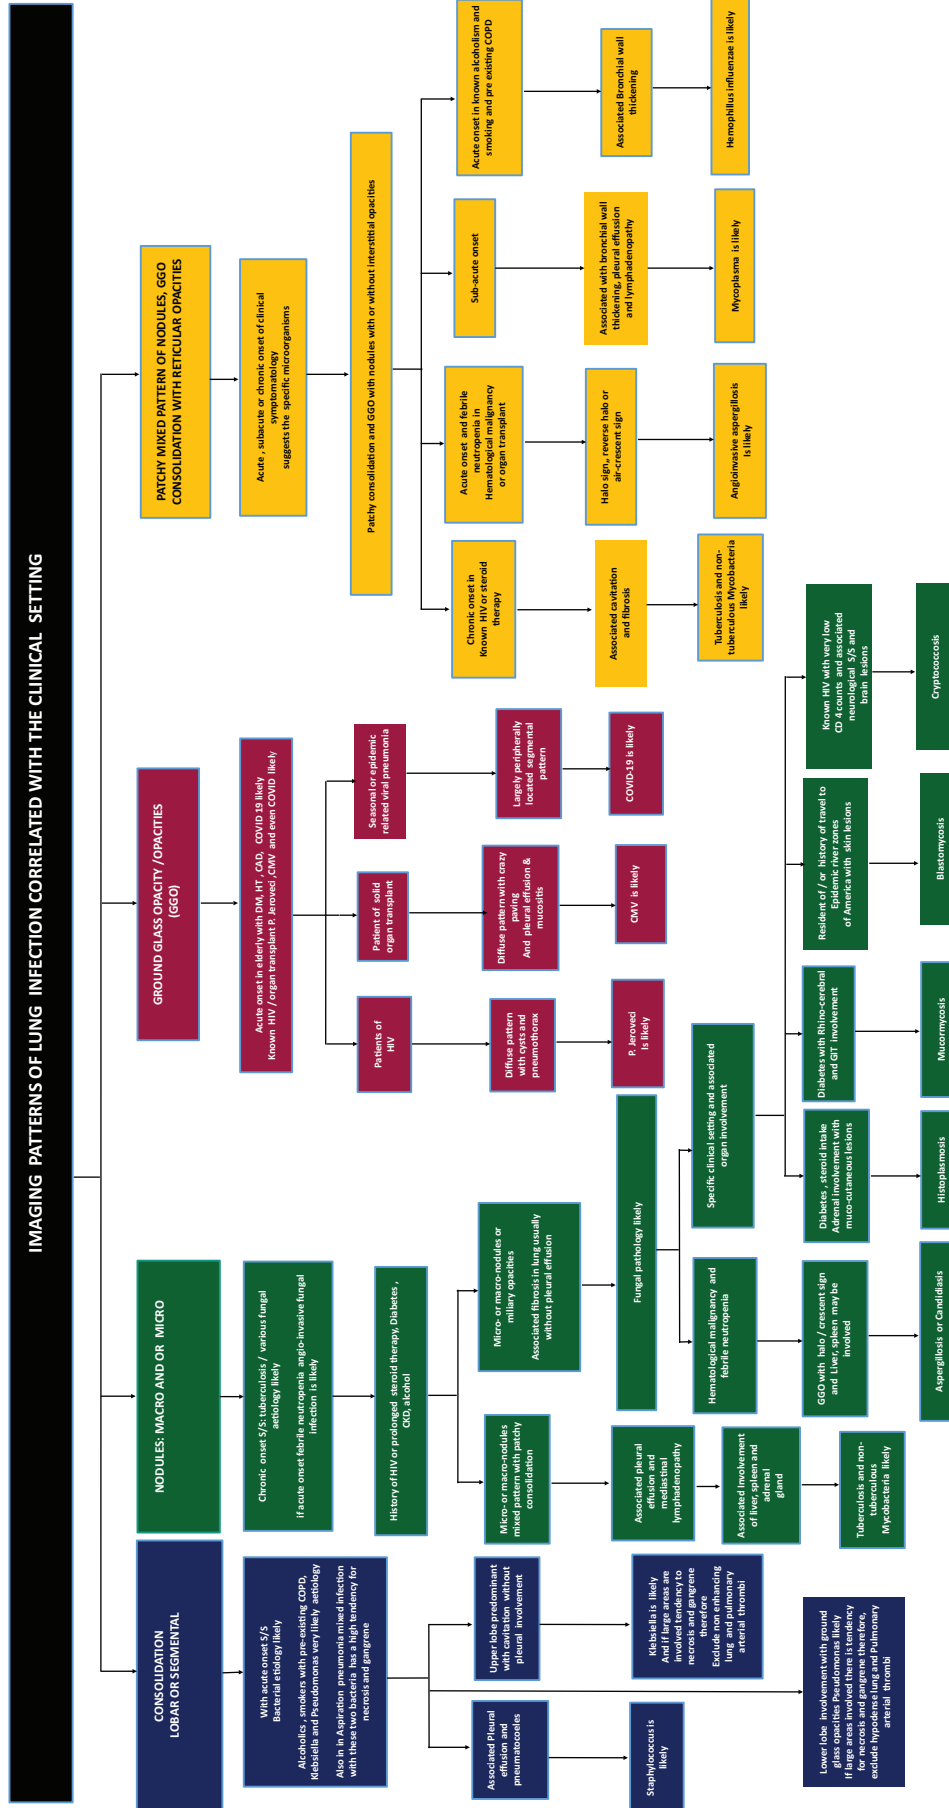 IMAGING PATTERNS OF LUNG INFECTION CORRELATED WITH THE CLINICAL SETTING
CONSOLIDATION
LOBAR OR SEGMENTAL
With acute onset S/S
Bacterial etiology likely
Alcoholics, smokers with pre-existing COPD,
Klebsiella and Pseudomonas very likely aetiology
Also in in Aspiration pneumonia mixed infection
with these two bacteria has a high tendency for
necrosis and gangrene
Associated Pleural
effusion and
pneumatocoeles
Staphylococcus is
likely
Upper lobe predominant
with cavitation without
pleural involvement
Klebsiella is likely
And if large areas are
involved tendency to
necrosis and gangrene
therefore
Exclude non enhancing
lung and pulmonary
arterial thrombi
Lower lobe involvement with ground
glass opacities Pseudomonas likely
If large areas involved there is tendency
for necrosis and gangrene therefore,
exclude hypodense lung and Pulmonary
arterial thrombi
NODULES: MACRO AND OR MICRO
Chronic onset S/S: tuberculosis / various fungal
aetiology likely
if acute onset febrile neutropenia angio-invasive fungal
infection is likely
History of HIV or prolonged steroid therapy, Diabetes ,
CKD, alcohol
Micro- or macro-nodules
mixed pattern with patchy
consolidation
Associated pleural
effusion and
mediastinal
lymphadenopathy
Associated Involvement
of liver, spleen and
adrenal
gland
Tuberculosis and non-
tuberculous
Mycobacteria likely
Micro- or macro-nodules or
miliary opacities
Associated fibrosis in lung usually
without pleural effusion
Fungal pathology likely
Hematological malignancy and
febrile neutropenia
GGO with halo / crescent sign
and Liver, spleen may be
involved
Aspergillosis or Candidiasis
Specific clinical setting and associated
organ involvement
Diabetes , steroid intake
Adrenal involvement with
muco-cutaneous lesions
Histoplasmosis
Diabetes with Rhino-cerebral
and GIT involvement
Mucormycosis
Resident of / or history of travel to
Epidemic river zones
of America with skin lesions
Blastomycosis
Known HIV with very low
CD 4 counts and associated
neurological S/S and
brain lesions
Cryptococcosis
GROUND GLASS OPACITY /OPACITIES
(GGO)
Acute onset in elderly with DM, HT , CAD, COVID 19 likely
Known HIV / organ transplant P. Jeroved ,CMV and even COVID likely
Patients of
HIV
Diffuse pattern
with cysts and
pneumothorax
P. Jeroveci
Is likely
Patient of solid
organ transplant
Diffuse pattern with crazy
paving
And pleural effusion &
mucositis
CMV is likely
Seasonal or epidemic
related viral pneumonia
Largely peripherally
located segmental
pattern
COVID-19 is likely
PATCHY MIXED PATTERN OF NODULES, GGO
CONSOLIDATION WITH RETICULAR OPACITIES
Acute , subacute or chronic onset of clinical
symptomatology
suggests the specific microorganisms
Patchy consolidation and GGO with nodules with or without interstitial opacities
Chronic onset in
Known HIV or steroid
therapy
Associated cavitation
and fibrosis
Tuberculosis and non-
tuberculous Mycobacteria
likely
Acute onset and febrile
neutropenia in
Hematological malignancy
or organ transplant
Halo sign,, reverse halo or
air-crescent sign
Angioinvasive aspergillosis
Is likely
Sub-acute onset
Associated with bronchial wall
thickening, pleural effussion
and lymphadenopathy
Mycoplasma is likely
Acute onset in known alcoholism and
smoking and pre existing COPD
Associated Bronchial wall
thickening
Hemophillus influenzae is likely